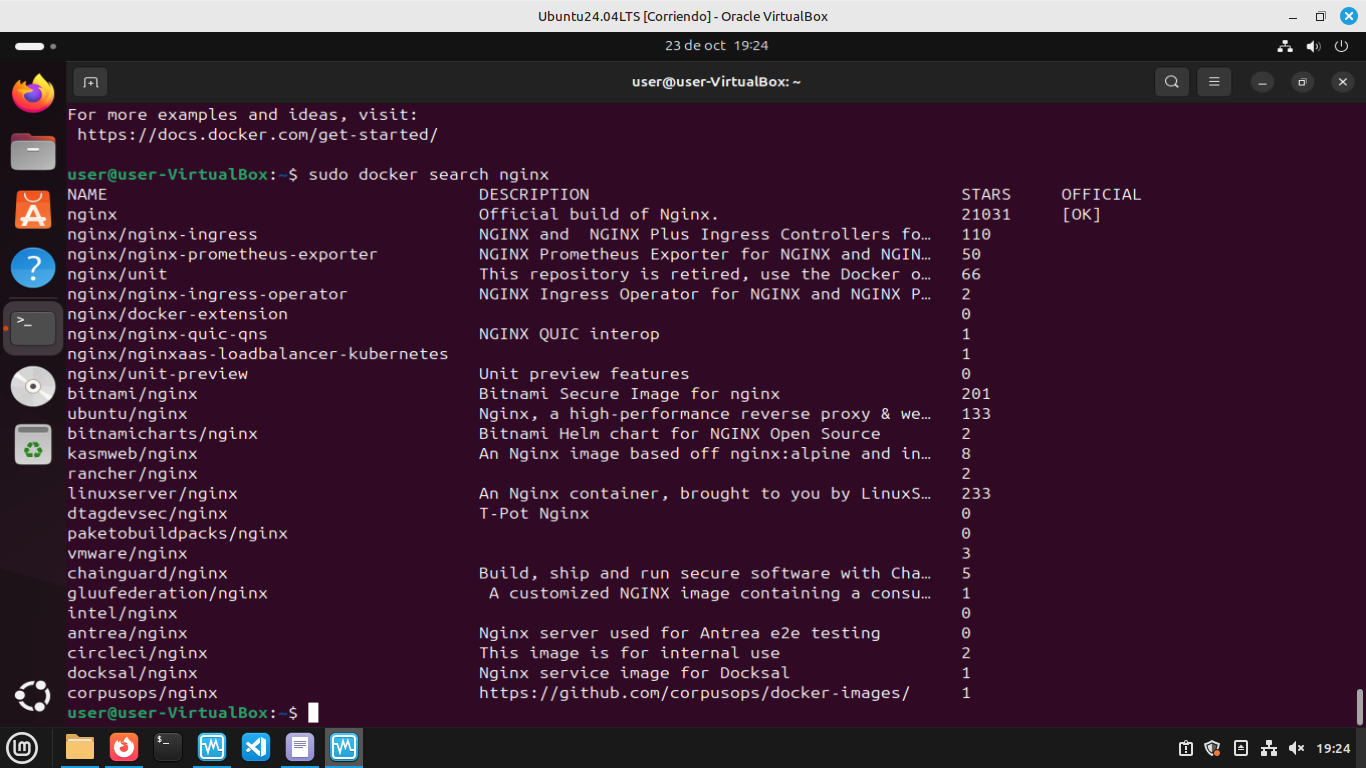 Ubuntu24.04LTS [Corriendo] - Oracle VirtualBox
23 de oct 19:24
user@user-VirtualBox: ~
For more examples and ideas, visit:
https://docs.docker.com/get-started/
user@user-VirtualBox:~$ sudo docker search nginx
NAME DESCRIPTION STARS OFFICIAL
nginx Official build of Nginx. 21031 [OK]
nginx/nginx-ingress NGINX and  NGINX Plus Ingress Controllers fo… 110
nginx/nginx-prometheus-exporter NGINX Prometheus Exporter for NGINX and NGIN… 50
nginx/unit This repository is retired, use the Docker o… 66
nginx/nginx-ingress-operator NGINX Ingress Operator for NGINX and NGINX P… 2
nginx/docker-extension 0
nginx/nginx-quic-qns NGINX QUIC interop 1
nginx/nginxaas-loadbalancer-kubernetes 1
nginx/unit-preview Unit preview features 0
bitnami/nginx Bitnami Secure Image for nginx 201
ubuntu/nginx Nginx, a high-performance reverse proxy & we… 133
bitnamicharts/nginx Bitnami Helm chart for NGINX Open Source 2
kasmweb/nginx An Nginx image based off nginx:alpine and in… 8
rancher/nginx 2
linuxserver/nginx An Nginx container, brought to you by LinuxS… 233
dtagdevsec/nginx T-Pot Nginx 0
paketobuildpacks/nginx 0
vmware/nginx 3
chainguard/nginx Build, ship and run secure software with Cha… 5
gluufederation/nginx A customized NGINX image containing a consu… 1
intel/nginx 0
antrea/nginx Nginx server used for Antrea e2e testing 0
circleci/nginx This image is for internal use 2
docksal/nginx Nginx service image for Docksal 1
corpusops/nginx https://github.com/corpusops/docker-images/ 1
user@user-VirtualBox:~$
19:24